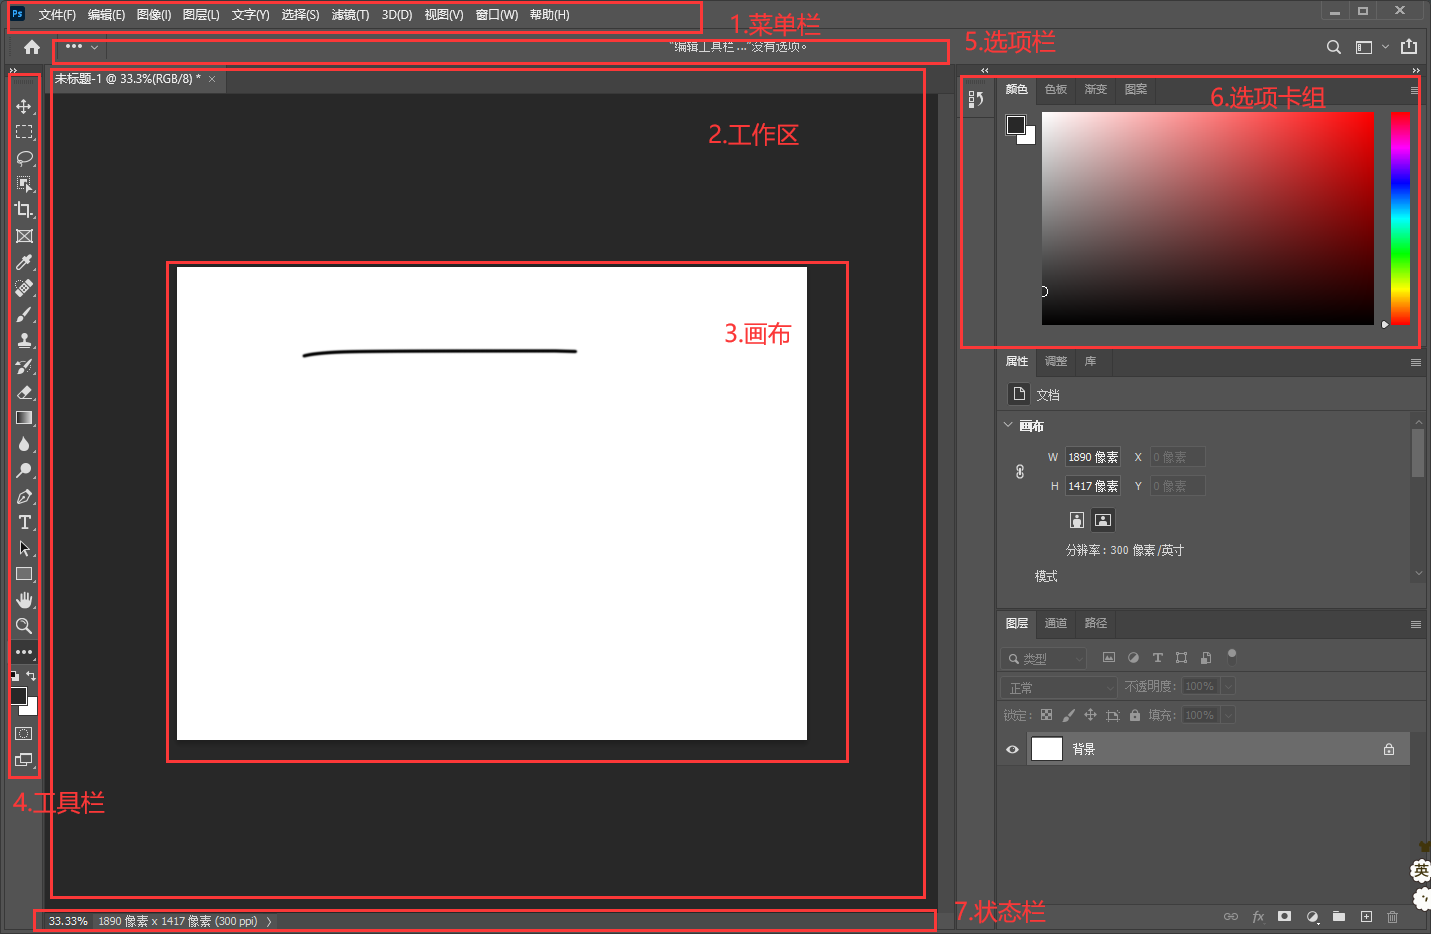 Ps 文件(F) 编辑(E) 图像(I) 图层(L) 文字(Y) 选择(S) 滤镜(T) 3D(D) 视图(V) 窗口(W) 帮助(H)
1.菜单栏
"编辑工具栏 ..."没有选项。
5.选项栏
未标题-1 @ 33.3%(RGB/8) * ×
颜色 色板 渐变 图案
6.选项卡组
2.工作区
3.画布
属性 调整 库
文档
画布
W 1890 像素 X 0 像素
H 1417 像素 Y 0 像素
分辨率 : 300 像素/英寸
模式
图层 通道 路径
类型
正常 不透明度: 100%
锁定: 填充: 100%
背景
4.工具栏
英
33.33% 1890 像素 x 1417 像素 (300 ppi)
7.状态栏
fx